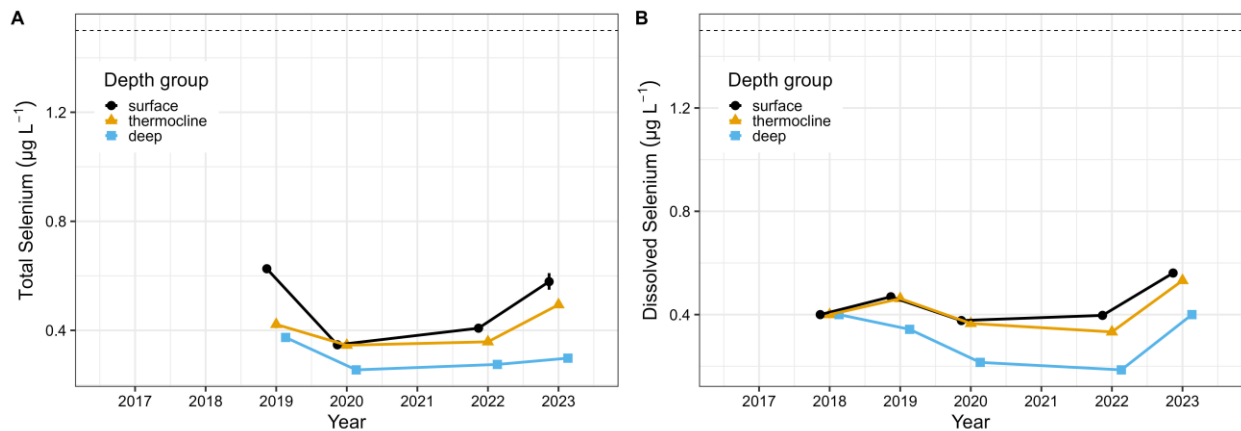 A
Total Selenium (µg L⁻¹)
1.2
0.8
0.4
Depth group
surface
thermocline
deep
2017 2018 2019 2020 2021 2022 2023
Year
B
Dissolved Selenium (µg L⁻¹)
1.2
0.8
0.4
Depth group
surface
thermocline
deep
2017 2018 2019 2020 2021 2022 2023
Year